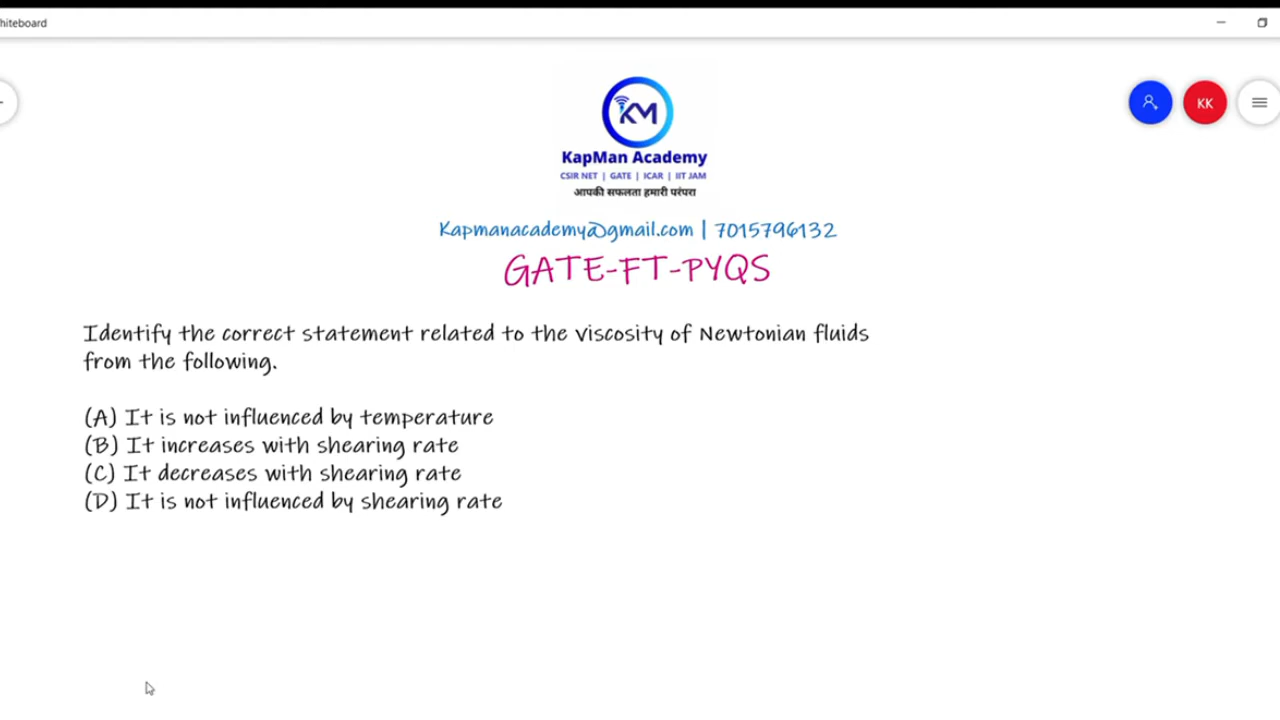 hiteboard
KM
KapMan Academy
CSIR NET | GATE | ICAR | IIT JAM
आपकी सफलता हमारी परंपरा
KK
Kapmanacademy@gmail.com | 7015796132
GATE-FT-PYQS
Identify the correct statement related to the viscosity of Newtonian fluids
from the following.
(A) It is not influenced by temperature
(B) It increases with shearing rate
(C) It decreases with shearing rate
(D) It is not influenced by shearing rate